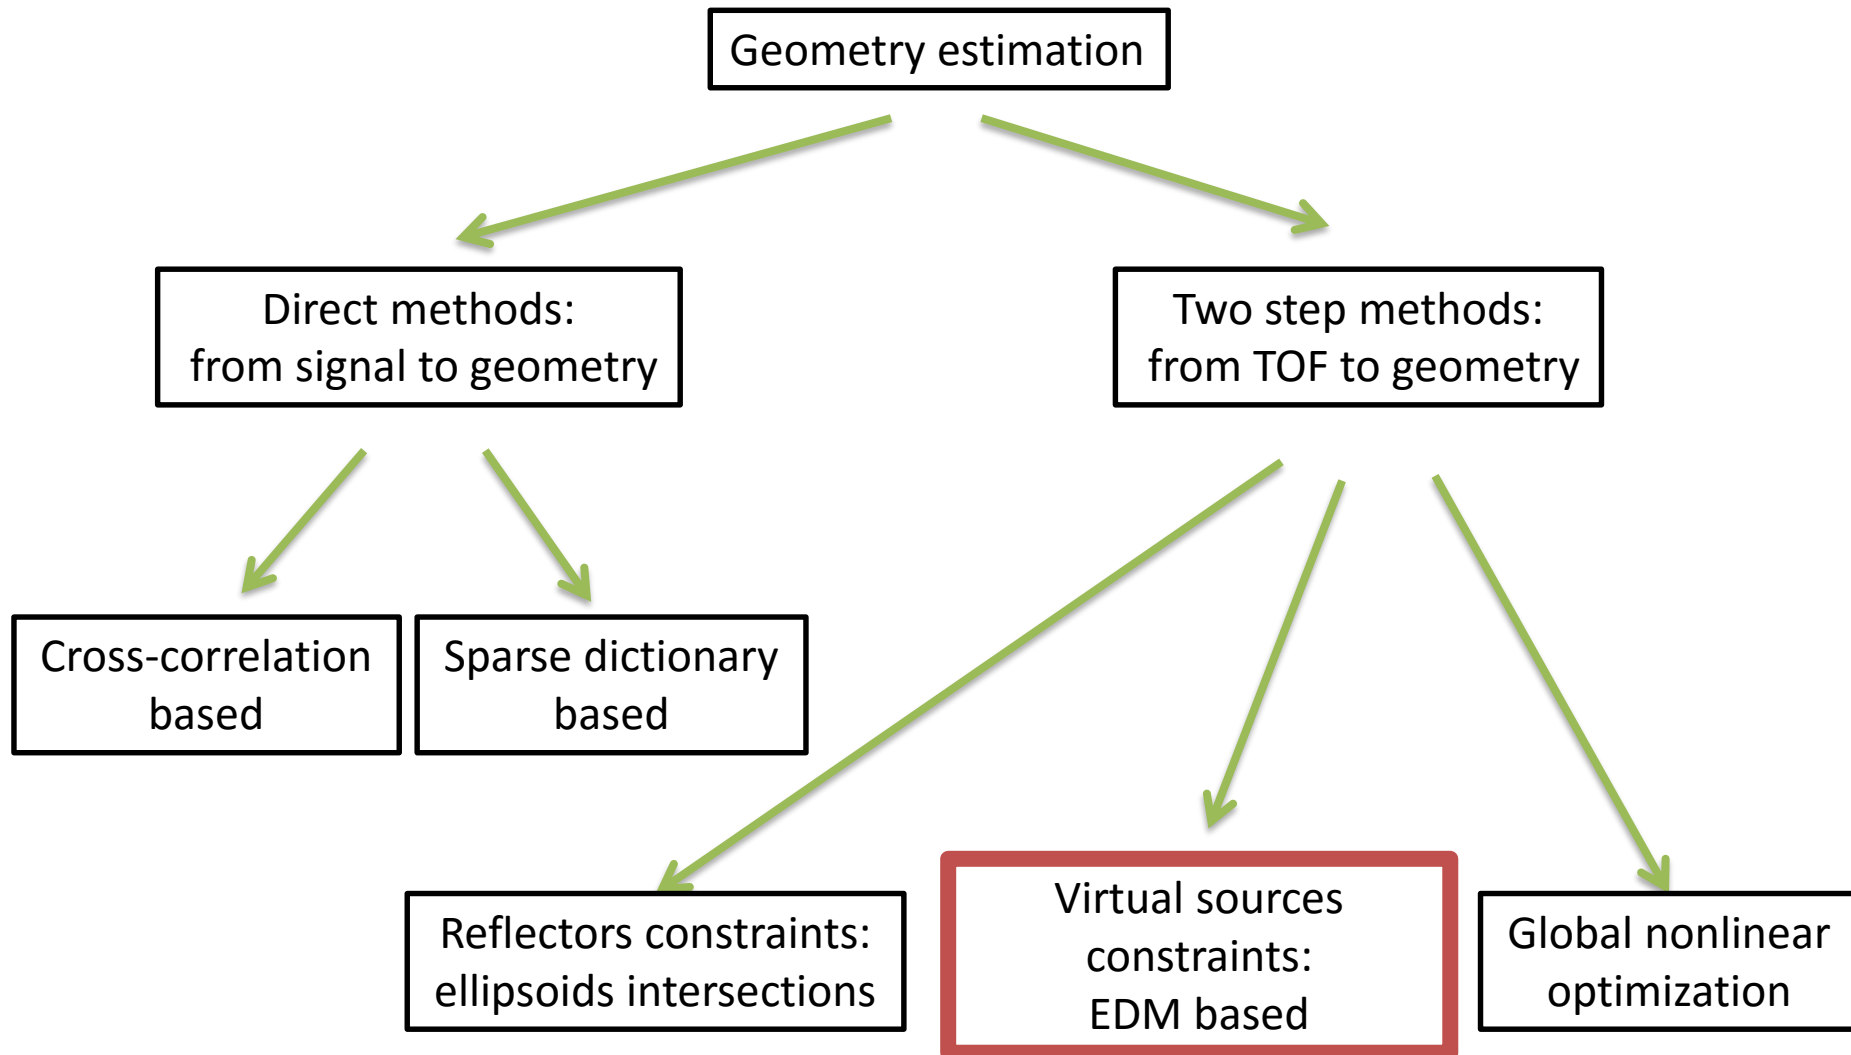 Geometry estimation
Direct methods:
from signal to geometry
Two step methods:
from TOF to geometry
Cross-correlation
based
Sparse dictionary
based
Reflectors constraints:
ellipsoids intersections
Virtual sources
constraints:
EDM based
Global nonlinear
optimization